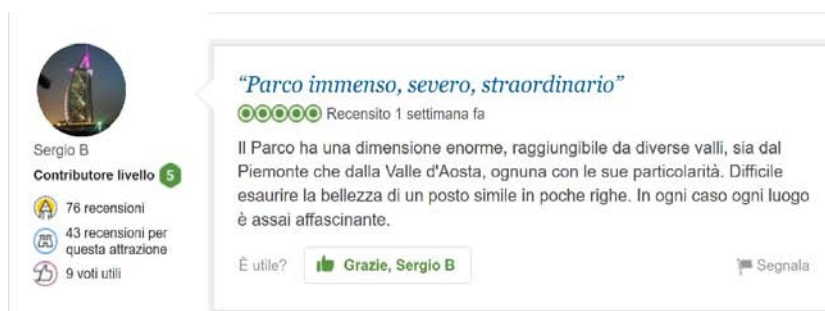 Sergio B
Contributore livello 5
76 recensioni
43 recensioni per
questa attrazione
9 voti utili
“Parco immenso, severo, straordinario”
Recensito 1 settimana fa
Il Parco ha una dimensione enorme, raggiungibile da diverse valli, sia dal
Piemonte che dalla Valle d'Aosta, ognuna con le sue particolarità. Difficile
esaurire la bellezza di un posto simile in poche righe. In ogni caso ogni luogo
è assai affascinante.
È utile?
Grazie, Sergio B
Segnala